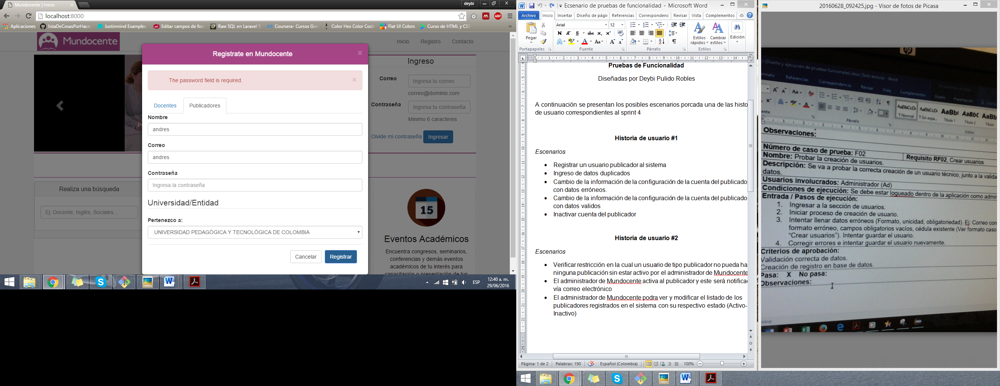 Mundocente | Inicio
deybi
localhost:8000
ABP
Aplicaciones
listaDeCosasPorHacer
Justinmind Examples
Editar campos de form
Raw SQL en Laravel 5.
Coursera- Cursos Gra
Color Hex Color Code
Flat UI Colors
Curso de HTML y CSS
»
Mundocente
Inicio
Registro
Contacto
Registrate en Mundocente
×
The password field is required.
×
Docentes
Publicadores
Nombre
andres
Correo
andres
Contraseña
Ingresa la contraseña
Universidad/Entidad
Pertenezco a:
UNIVERSIDAD PEDAGÓGICA Y TECNOLÓGICA DE COLOMBIA
Cancelar
Registrar
Ingreso
Correo
Ingresa tu correo
correo@dominio.com
Contraseña
Ingresa tu contraseña
Minimo 6 caracteres
Olvide mi contraseña
Ingresar
Realiza una búsqueda
Ej: Docente, Inglés, Sociales...
15
Eventos Académicos
Encuentra congresos, seminarios,
conferencias y demás eventos
académicos de tu interés para
capacitación o presentación de tus
ESP
12:40 a. m.
29/06/2016
Ecsenario de pruebas de funcionalidad - Microsoft Word
Archivo
Inicio
Insertar
Diseño de págir
Referencias
Correspondenc
Revisar
Vista
Complementos
Pegar
Arial
12
Estilos rápidos
Cambiar estilos
Edición
Portapapeles
Fuente
Párrafo
Estilos
Pruebas de Funcionalidad
Diseñadas por Deybi Pulido Robles
A continuación se presentan los posibles escenarios porcada una de las histo
de usuario correspondientes al sprint 4
Historia de usuario #1
Escenarios
• Registrar un usuario publicador al sistema
• Ingreso de datos duplicados
• Cambio de la información de la configuración de la cuenta del publicado
con datos erróneos.
• Cambio de la información de la configuración de la cuenta del publicado
con datos validos
• Inactivar cuenta del publicador
Historia de usuario #2
Escenarios
• Verificar restricción en la cual un usuario de tipo publicador no pueda ha
ninguna publicación sin estar activo por el administrador de Mundocente
• El administrador de Mundocente activa al publicador y este será notifica
vía correo electrónico
• El administrador de Mundocente podra ver y modificar el listado de los
publicadores registrados en el sistema con su respectivo estado (Activo-
Inactivo)
Página: 1 de 2
Palabras: 190
Español (Colombia)
100%
20160628_092425.jpg - Visor de fotos de Picasa
hp
(Diseño y ejecución de pruebas funcionales).docx (Solo lectura) - Word
Referencias
Correspondencia
Revisar
Vista
Complementos
Diseño
Presentación
AaBbCcDc
AaBbCcDc
AaBb(
AaBbC
AaBb
¶ Normal
¶ Sin espa...
Título 1
Título 2
Título
Párrafo
Estilos
Observaciones:
Número de caso de prueba: F02
Requisito RF02, Crear usuarios
Nombre: Probar la creación de usuarios.
Descripción: Se va a probar la correcta creación de un usuario técnico, junto a la valida
datos.
Usuarios involucrados: Administrador (Ad)
Condiciones de ejecución: Se debe estar logueado dentro de la aplicación como admir
Entrada / Pasos de ejecución:
1. Ingresar a la sección de usuarios.
2. Iniciar proceso de creación de usuario.
3. Intentar llenar datos erróneos (Formato, unicidad, obligatoriedad). Ej: Correo con
formato erróneo, campos obligatorios vacíos, cédula existente (Ver formato caso
"Crear usuarios"). Intentar guardar el usuario.
4. Corregir errores e intentar guardar el usuario nuevamente.
Criterios de aprobación:
Validación correcta de datos.
Creación de registro en base de datos.
Pasa: X No pasa:
Observaciones: